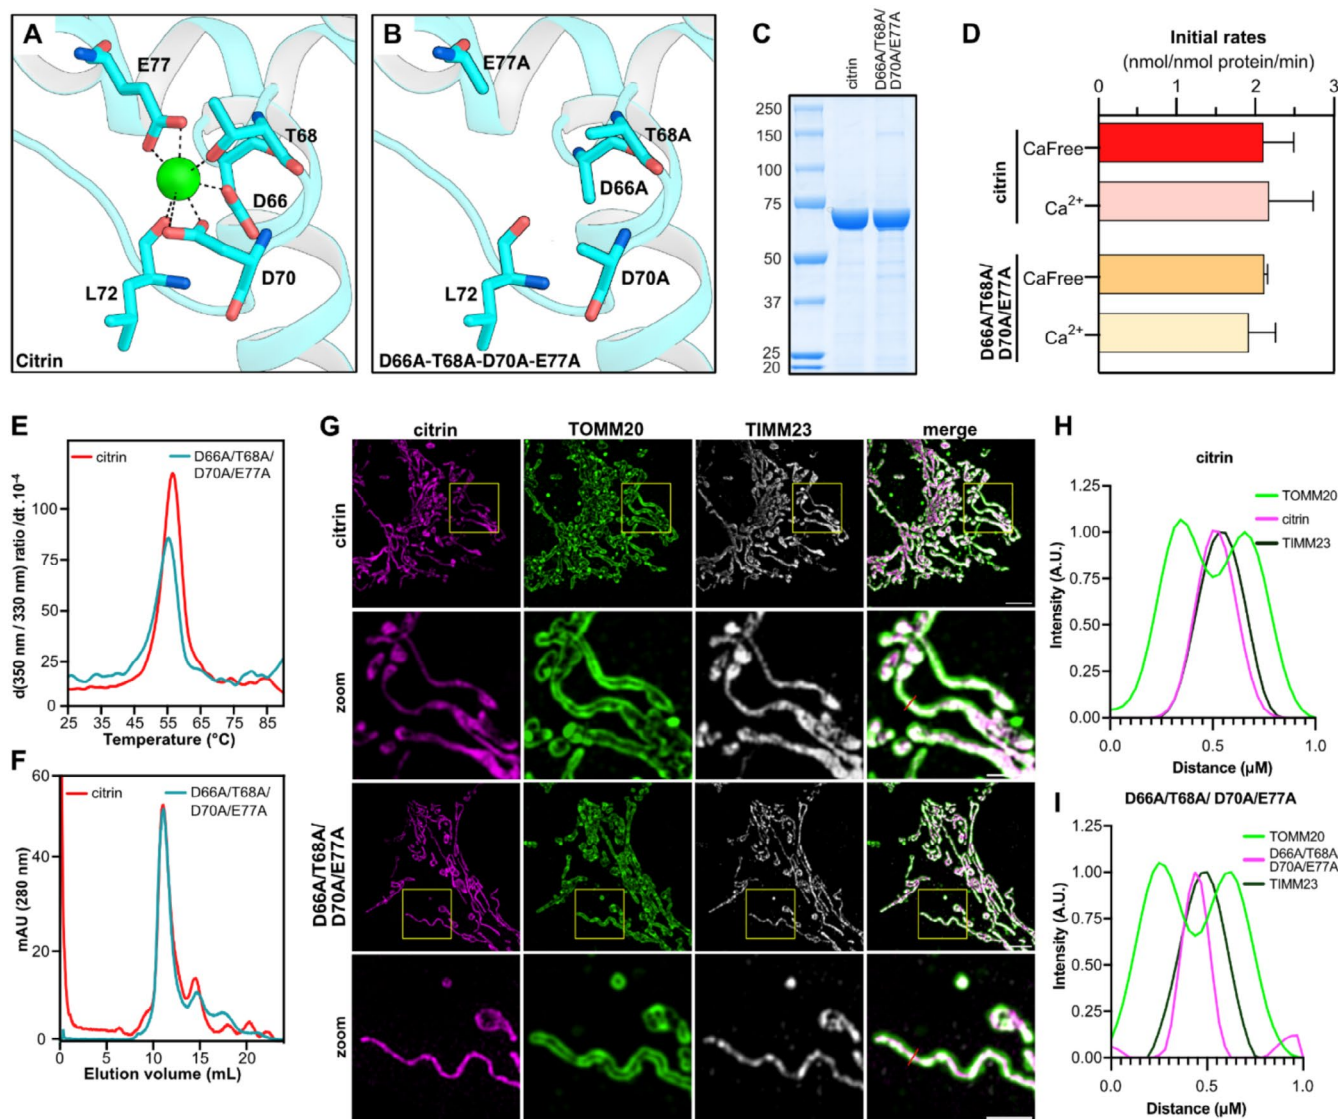 A
E77
T68
D66
D70
L72
Citrin
B
E77A
T68A
D66A
D70A
L72
D66A-T68A-D70A-E77A
C
citrin
D66A/T68A/
D70A/E77A
250
150
100
75
50
37
25
20
D
Initial rates
(nmol/nmol protein/min)
0 1 2 3
citrin
CaFree
Ca²⁺
D66A/T68A/
D70A/E77A
CaFree
Ca²⁺
E
citrin
D66A/T68A/
D70A/E77A
d(350 nm / 330 nm) ratio /dt .10⁻⁴
100
75
50
25
0
25 35 45 55 65 75 85
Temperature (°C)
F
citrin
D66A/T68A/
D70A/E77A
mAU (280 nm)
60
40
20
0
0 10 15 20
Elution volume (mL)
G
citrin TOMM20 TIMM23 merge
citrin
zoom
D66A/T68A/
D70A/E77A
zoom
H
citrin
TOMM20
citrin
TIMM23
Intensity (A.U.)
1.25
1.00
0.75
0.50
0.25
0.00
0.0 0.5 1.0
Distance (µM)
I
D66A/T68A/ D70A/E77A
TOMM20
D66A/T68A/
D70A/E77A
TIMM23
Intensity (A.U.)
1.25
1.00
0.75
0.50
0.25
0.00
0.0 0.5 1.0
Distance (µM)